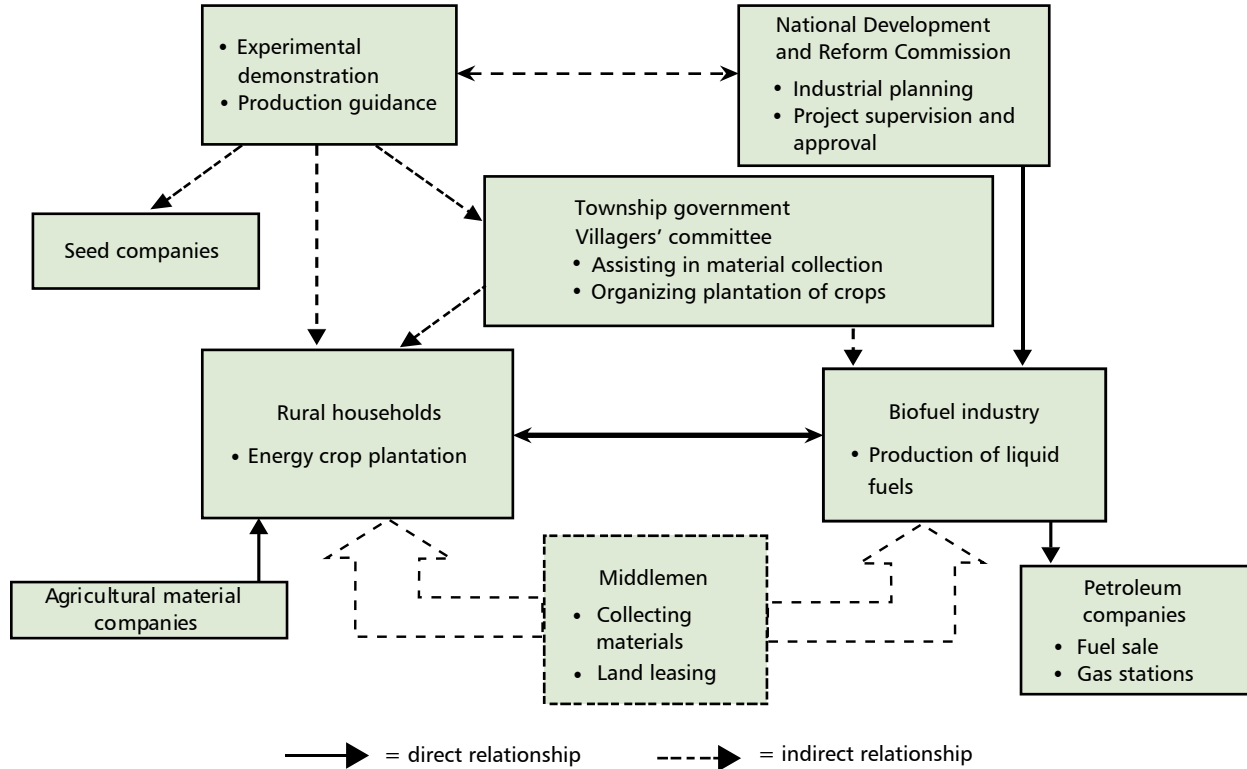 • Experimental
demonstration
• Production guidance
National Development
and Reform Commission
• Industrial planning
• Project supervision and
approval
Township government
Villagers’ committee
• Assisting in material collection
• Organizing plantation of crops
Seed companies
Rural households
• Energy crop plantation
Biofuel industry
• Production of liquid
fuels
Agricultural material
companies
Middlemen
• Collecting
materials
• Land leasing
Petroleum
companies
• Fuel sale
• Gas stations
= direct relationship
= indirect relationship